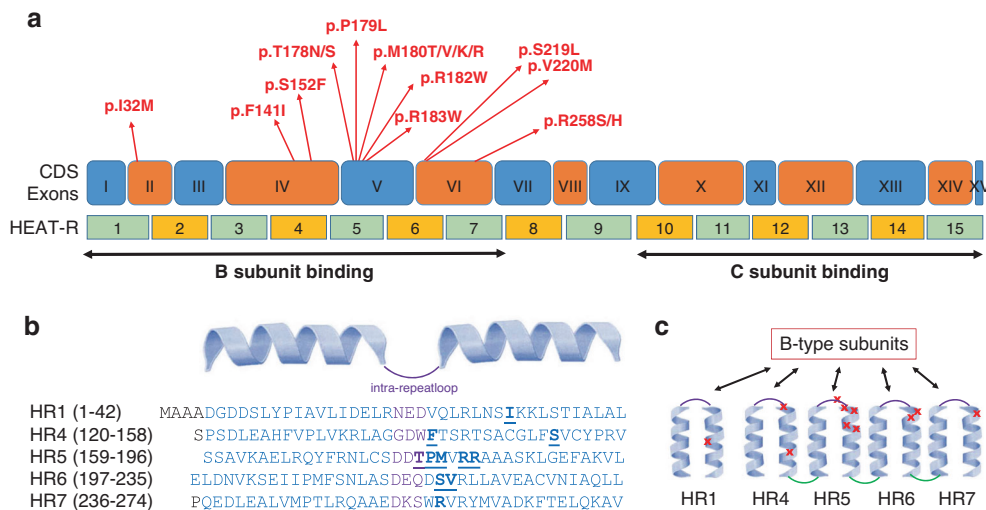 a
p.P179L
p.T178N/S
p.M180T/V/K/R
p.S219L
p.V220M
p.S152F
p.R182W
p.I32M
p.F141I
p.R183W
p.R258S/H
CDS Exons
I II III IV V VI VII VIII IX X XI XII XIII XIV XV
HEAT-R
1 2 3 4 5 6 7 8 9 10 11 12 13 14 15
B subunit binding
C subunit binding
b
intra-repeatloop
HR1 (1-42) MAAADGDDSLYPIAVLIDELRNEDVQLRLNSIKKLSTIALAL
HR4 (120-158) SPSDLEAHFVPLVKRLAGGDWFTSRTSACGLFSVCYPRV
HR5 (159-196) SSAVKAELRQYFRNLCSDDTPMVRRAAASKLGEFAKVL
HR6 (197-235) ELDNVKSEIIPMFSNLASDEQDSVRLLAVEACVNIAQLL
HR7 (236-274) PQEDLEALVMPTLRQAAEDKSWRVRYMVADKFTELQKAV
c
B-type subunits
HR1 HR4 HR5 HR6 HR7